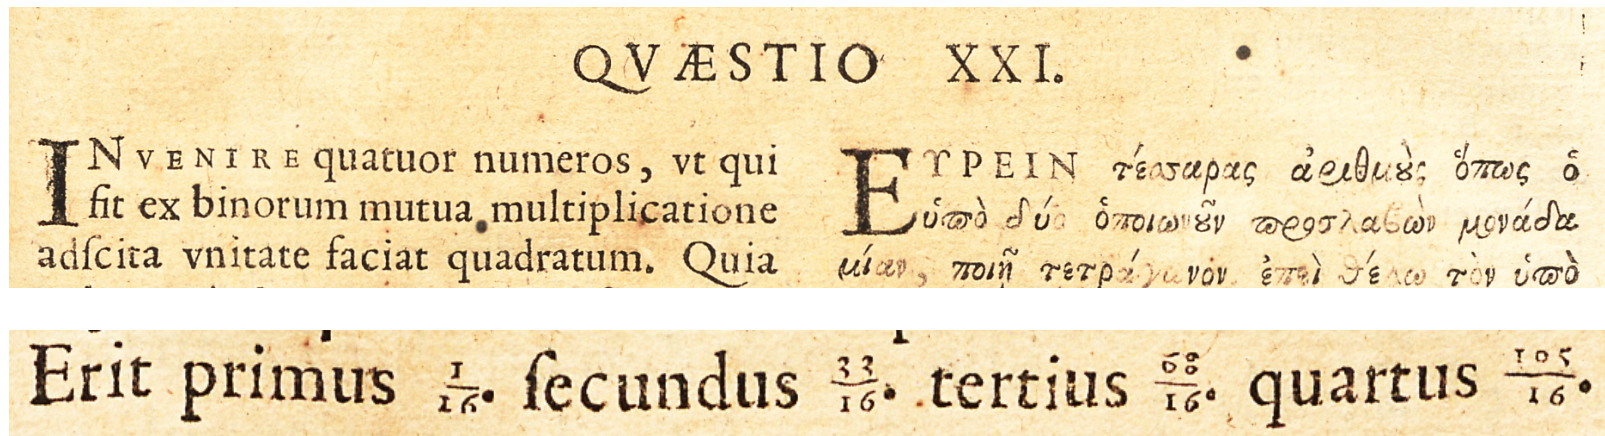 QVÆSTIO XXI.
INVENIRE quatuor numeros, vt qui
fit ex binorum mutua multiplicatione
adſcita vnitate faciat quadratum. Quia
ΕΥΡΕΙΝ τέσσαρας ἀριθμοὺς ὅπως ὁ
ὑπὸ δύο ὁποιωνοῦν προσλαβὼν μονάδα
μίαν, ποιῇ τετράγωνον ἐπεὶ θέλω τὸν ὑπὸ
Erit primus 1/16. ſecundus 33/16. tertius 68/16. quartus 105/16.